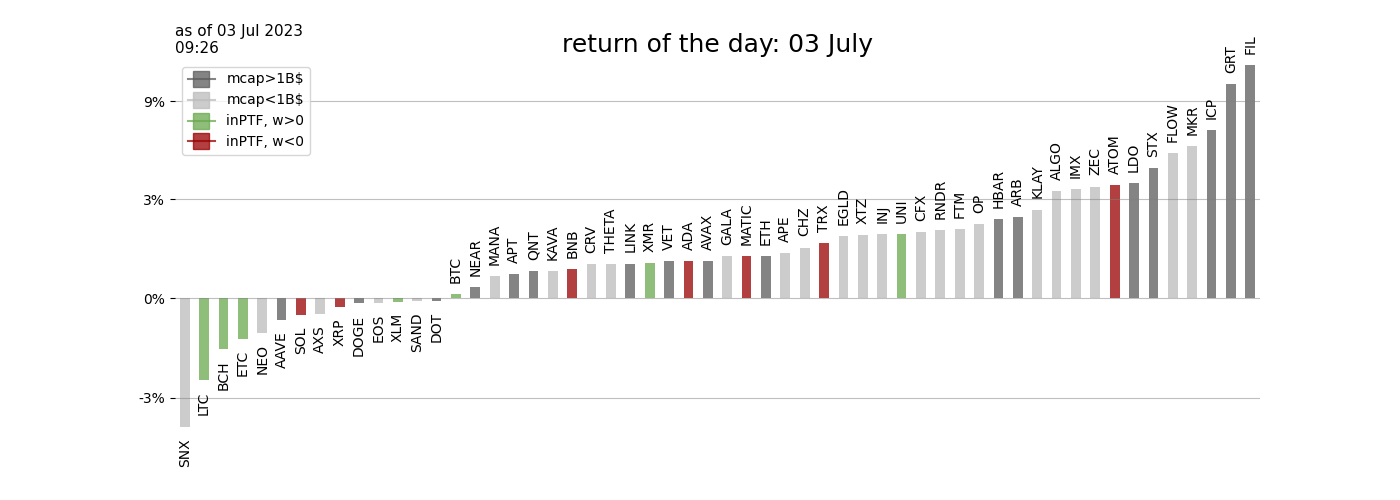 as of 03 Jul 2023
09:26
return of the day: 03 July
mcap>1B$
mcap<1B$
inPTF, w>0
inPTF, w<0
9%
3%
0%
-3%
SNX
LTC
BCH
ETC
NEO
AAVE
SOL
AXS
XRP
DOGE
EOS
XLM
SAND
DOT
BTC
NEAR
MANA
APT
QNT
KAVA
BNB
CRV
THETA
LINK
XMR
VET
ADA
AVAX
GALA
MATIC
ETH
APE
CHZ
TRX
EGLD
XTZ
INJ
UNI
CFX
RNDR
FTM
OP
HBAR
ARB
KLAY
ALGO
IMX
ZEC
ATOM
LDO
STX
FLOW
MKR
ICP
GRT
FIL